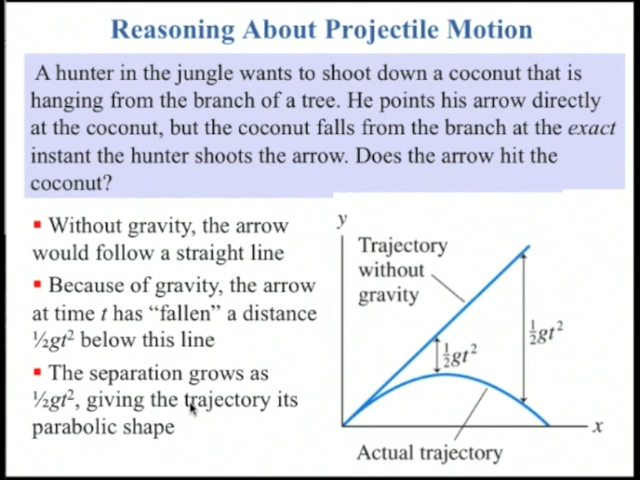 Reasoning About Projectile Motion
A hunter in the jungle wants to shoot down a coconut that is
hanging from the branch of a tree. He points his arrow directly
at the coconut, but the coconut falls from the branch at the exact
instant the hunter shoots the arrow. Does the arrow hit the
coconut?
▪ Without gravity, the arrow
would follow a straight line
▪ Because of gravity, the arrow
at time t has “fallen” a distance
½gt² below this line
▪ The separation grows as
½gt², giving the trajectory its
parabolic shape
y
Trajectory
without
gravity
½gt²
½gt²
x
Actual trajectory